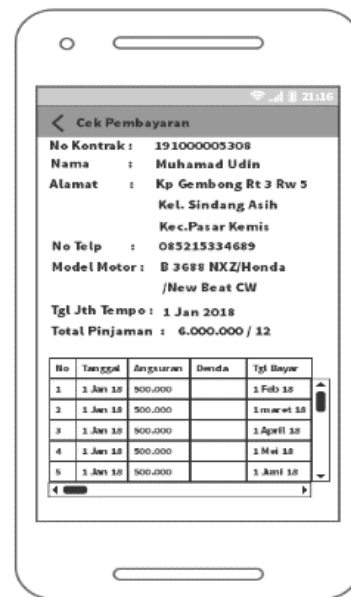 21:16
Cek Pembayaran
No Kontrak : 191000005308
Nama : Muhamad Udin
Alamat : Kp Gembong Rt 3 Rw 5
Kel. Sindang Asih
Kec.Pasar Kemis
No Telp : 085215334689
Model Motor : B 3688 NXZ/Honda
/New Beat CW
Tgl Jth Tempo : 1 Jan 2018
Total Pinjaman : 6.000.000 / 12
No Tanggal Angsuran Denda Tgl Bayar
1 1 Jan 18 500.000 1 Feb 18
2 1 Jan 18 500.000 1 maret 18
3 1 Jan 18 500.000 1 April 18
4 1 Jan 18 500.000 1 Mei 18
5 1 Jan 18 500.000 1 Juni 18